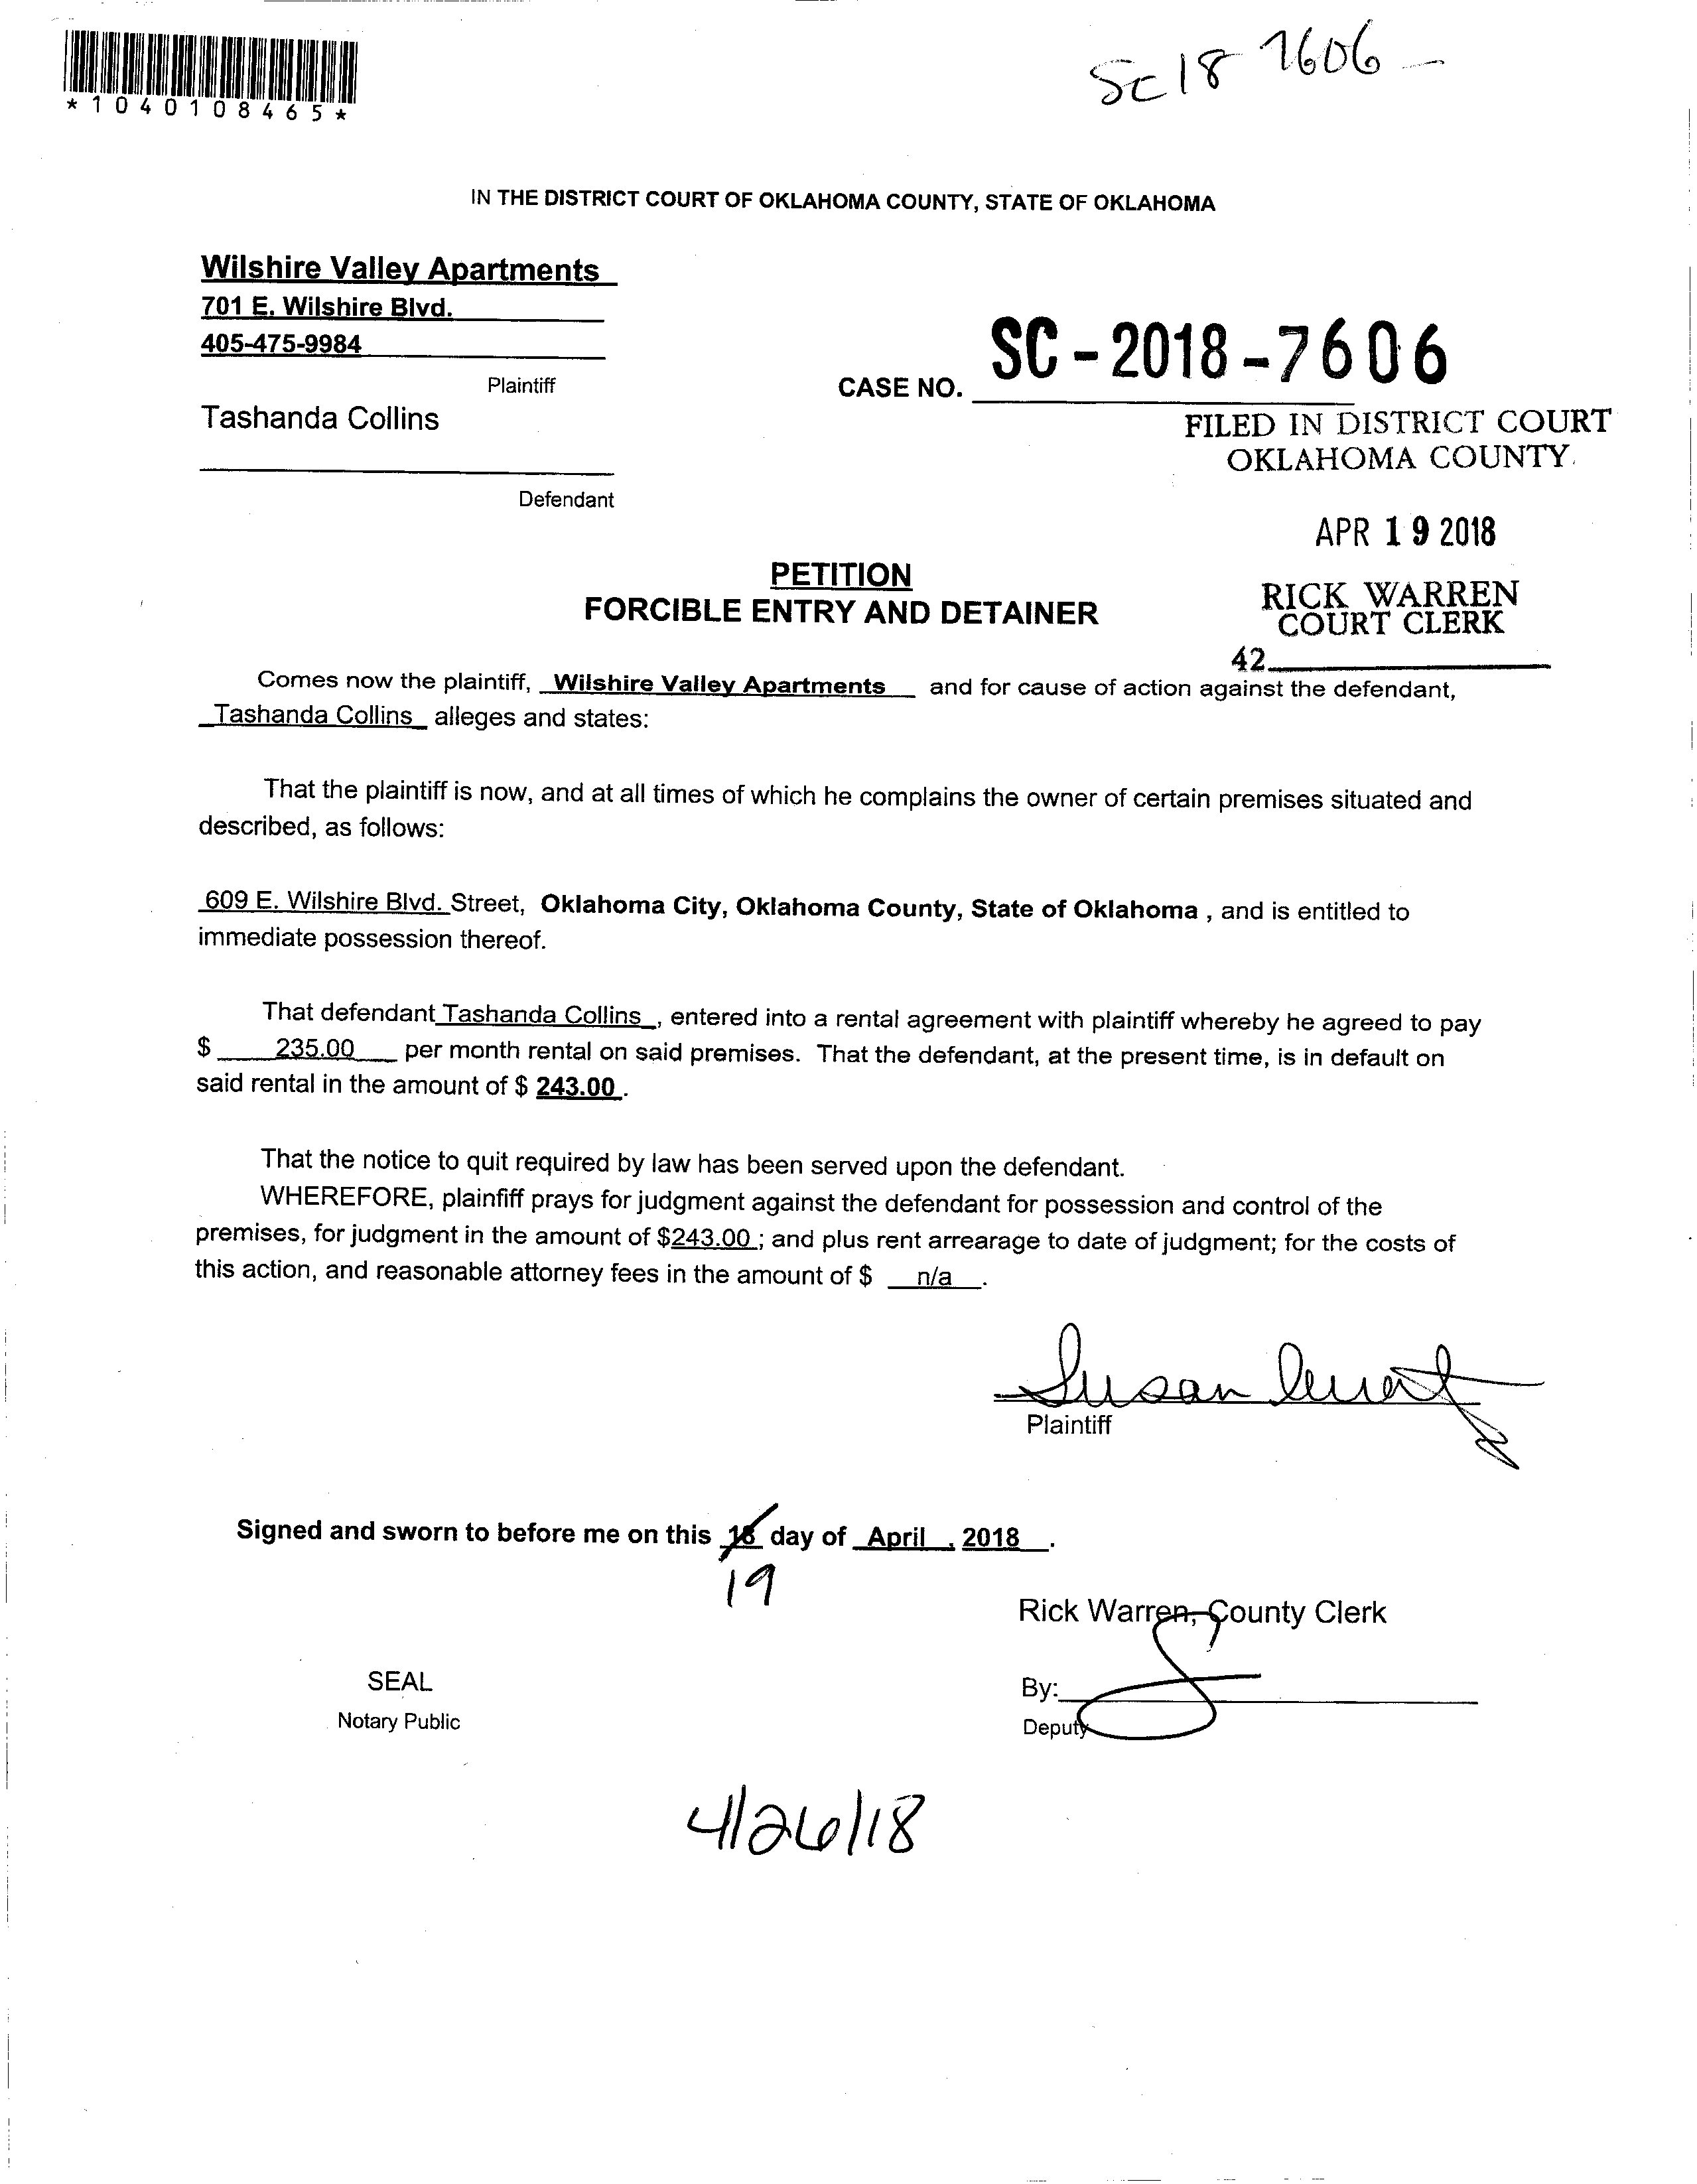 SC18 7606-
*1040108465*
IN THE DISTRICT COURT OF OKLAHOMA COUNTY, STATE OF OKLAHOMA
Wilshire Valley Apartments
701 E. Wilshire Blvd.
405-475-9984
Plaintiff
CASE NO. SC-2018-7606
Tashanda Collins
FILED IN DISTRICT COURT
OKLAHOMA COUNTY
Defendant
APR 19 2018
PETITION
FORCIBLE ENTRY AND DETAINER
RICK WARREN
COURT CLERK
42
Comes now the plaintiff, Wilshire Valley Apartments and for cause of action against the defendant,
Tashanda Collins alleges and states:
That the plaintiff is now, and at all times of which he complains the owner of certain premises situated and
described, as follows:
609 E. Wilshire Blvd. Street, Oklahoma City, Oklahoma County, State of Oklahoma , and is entitled to
immediate possession thereof.
That defendant Tashanda Collins , entered into a rental agreement with plaintiff whereby he agreed to pay
$ 235.00 per month rental on said premises. That the defendant, at the present time, is in default on
said rental in the amount of $ 243.00 .
That the notice to quit required by law has been served upon the defendant.
WHEREFORE, plainfiff prays for judgment against the defendant for possession and control of the
premises, for judgment in the amount of $243.00 ; and plus rent arrearage to date of judgment; for the costs of
this action, and reasonable attorney fees in the amount of $ n/a .
Susan
Plaintiff
Signed and sworn to before me on this 18 day of April , 2018 .
19
Rick Warren, County Clerk
SEAL
By:
Notary Public
Deputy
4/26/18